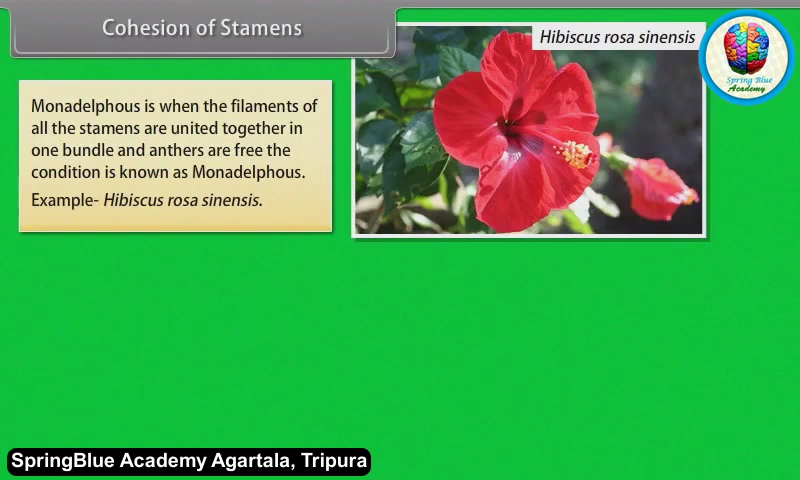 Cohesion of Stamens
Hibiscus rosa sinensis
Spring Blue
Academy
Monadelphous is when the filaments of
all the stamens are united together in
one bundle and anthers are free the
condition is known as Monadelphous.
Example- Hibiscus rosa sinensis.
SpringBlue Academy Agartala, Tripura